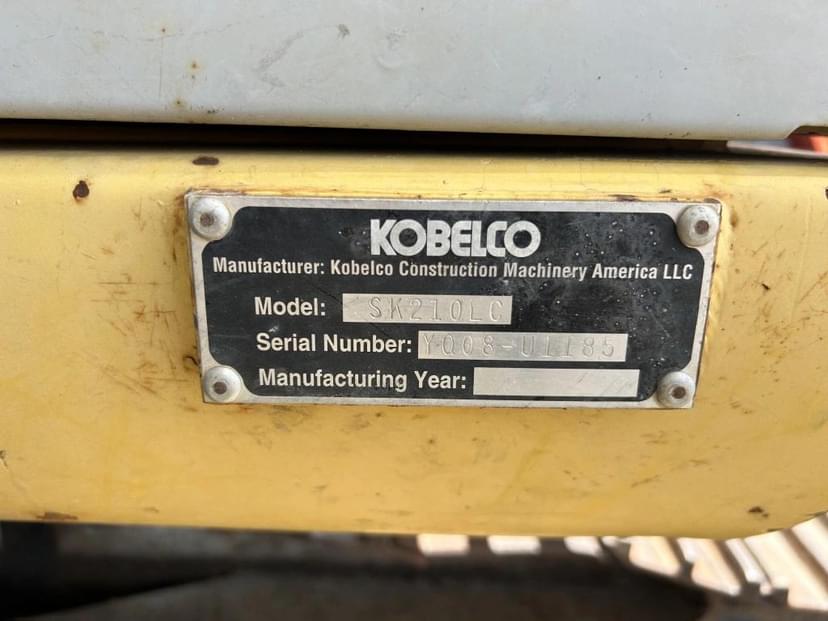 KOBELCO
Manufacturer: Kobelco Construction Machinery America LLC
Model: SK210LC
Serial Number: YQ08-U1185
Manufacturing Year: